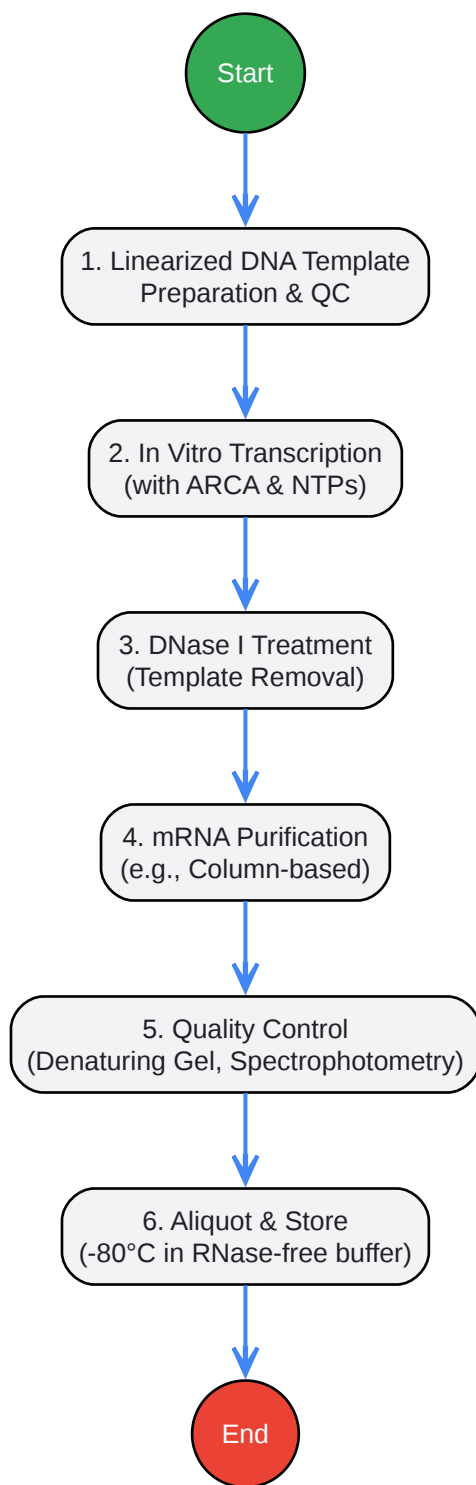 Start
1. Linearized DNA Template
Preparation & QC
2. In Vitro Transcription
(with ARCA & NTPs)
3. DNase I Treatment
(Template Removal)
4. mRNA Purification
(e.g., Column-based)
5. Quality Control
(Denaturing Gel, Spectrophotometry)
6. Aliquot & Store
(-80°C in RNase-free buffer)
End